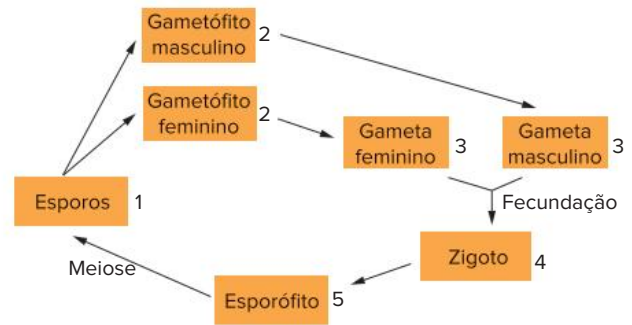 Gametófito
masculino 2
Gametófito
feminino 2
Gameta
feminino 3
Gameta
masculino 3
Esporos 1
Fecundação
Meiose
Zigoto 4
Esporófito 5